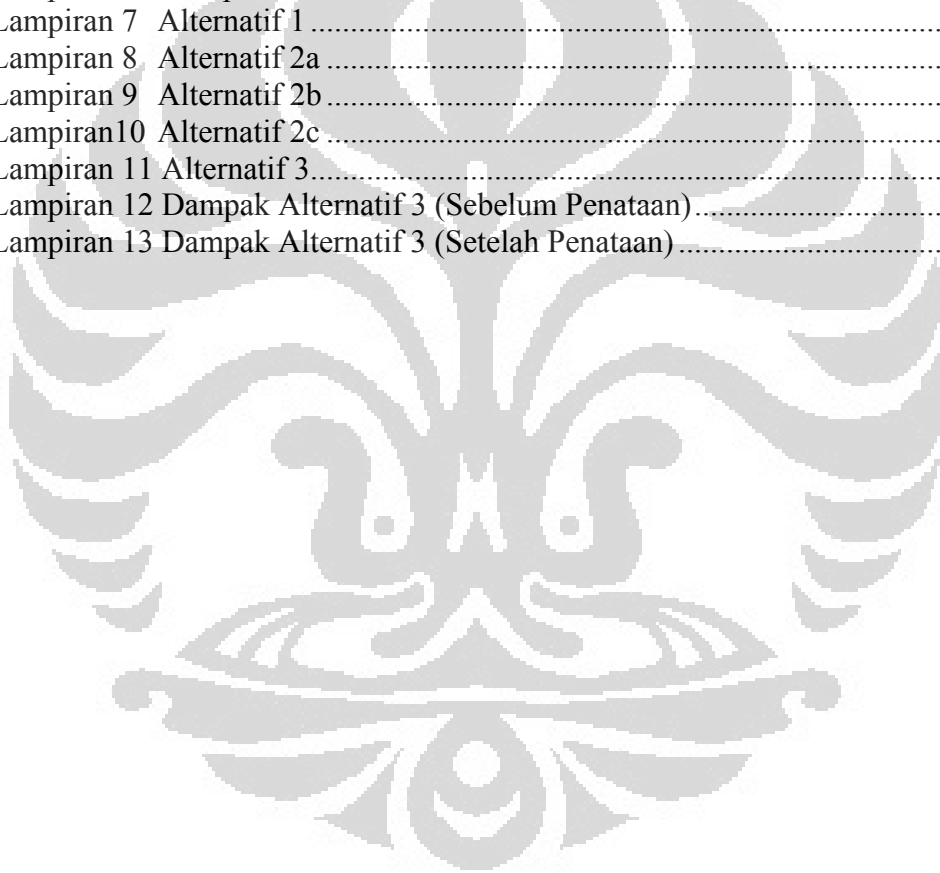 Lampiran 7 Alternatif 1 ........................................................................................
Lampiran 8 Alternatif 2a ......................................................................................
Lampiran 9 Alternatif 2b ......................................................................................
Lampiran10 Alternatif 2c ......................................................................................
Lampiran 11 Alternatif 3........................................................................................
Lampiran 12 Dampak Alternatif 3 (Sebelum Penataan)...................................
Lampiran 13 Dampak Alternatif 3 (Setelah Penataan) .....................................